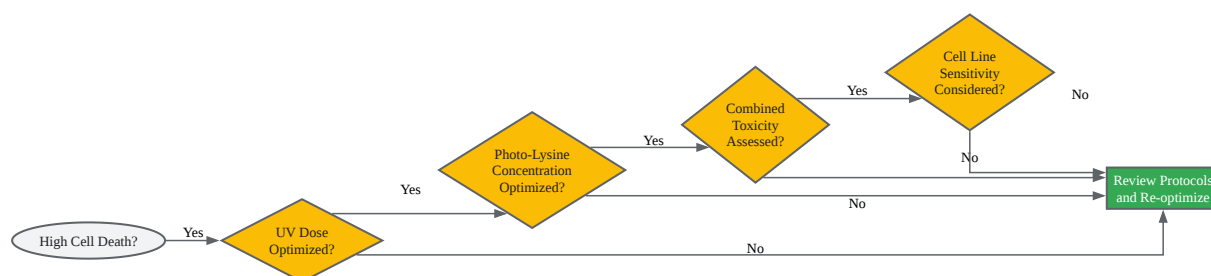 High Cell Death?
Yes
UV Dose
Optimized?
Yes
Photo-Lysine
Concentration
Optimized?
Yes
Combined
Toxicity
Assessed?
Yes
Cell Line
Sensitivity
Considered?
No
No
No
No
Review Protocols
and Re-optimize